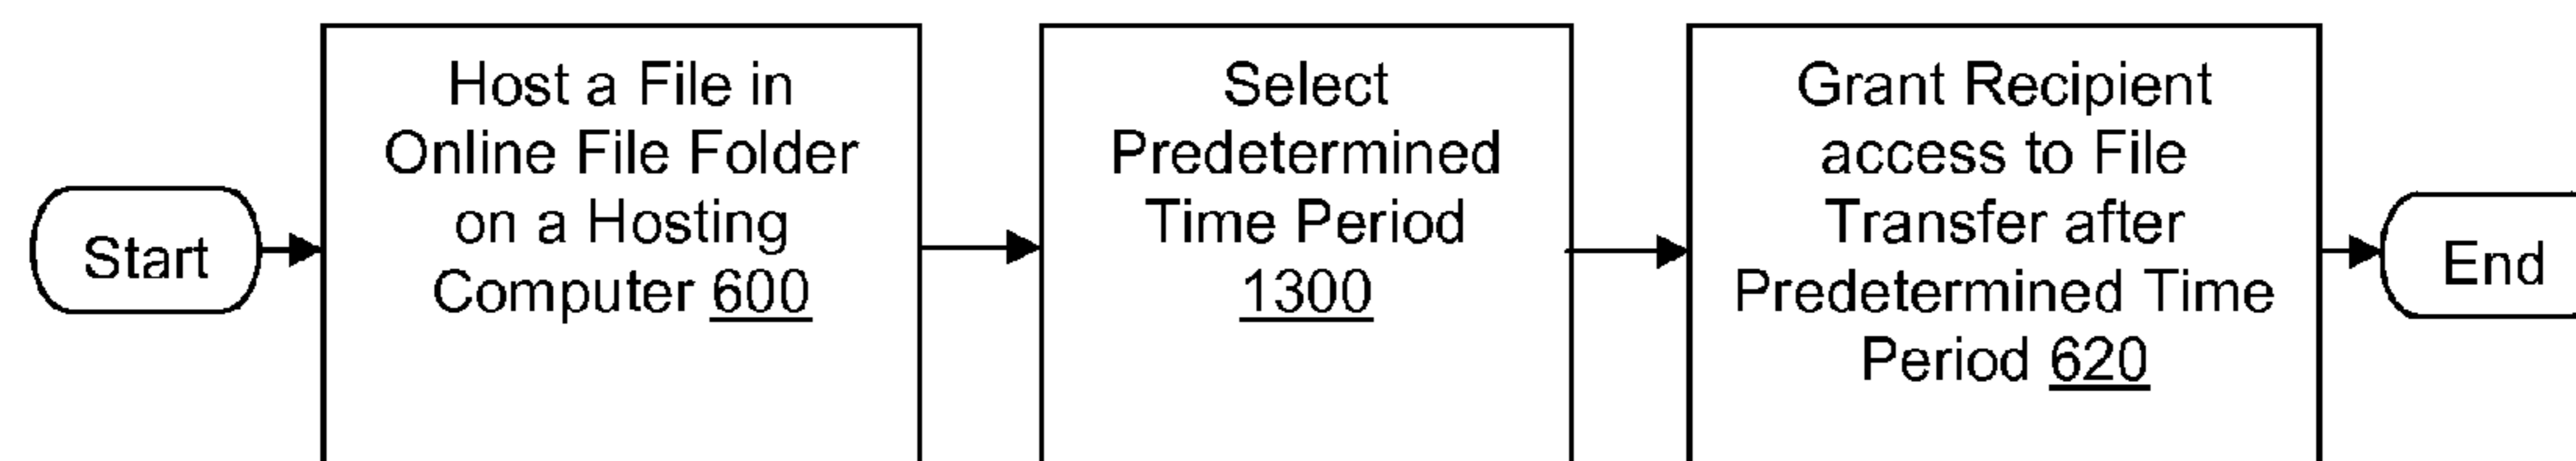 Start
Host a File in
Online File Folder
on a Hosting
Computer 600
Select
Predetermined
Time Period
1300
Grant Recipient
access to File
Transfer after
Predetermined Time
Period 620
End